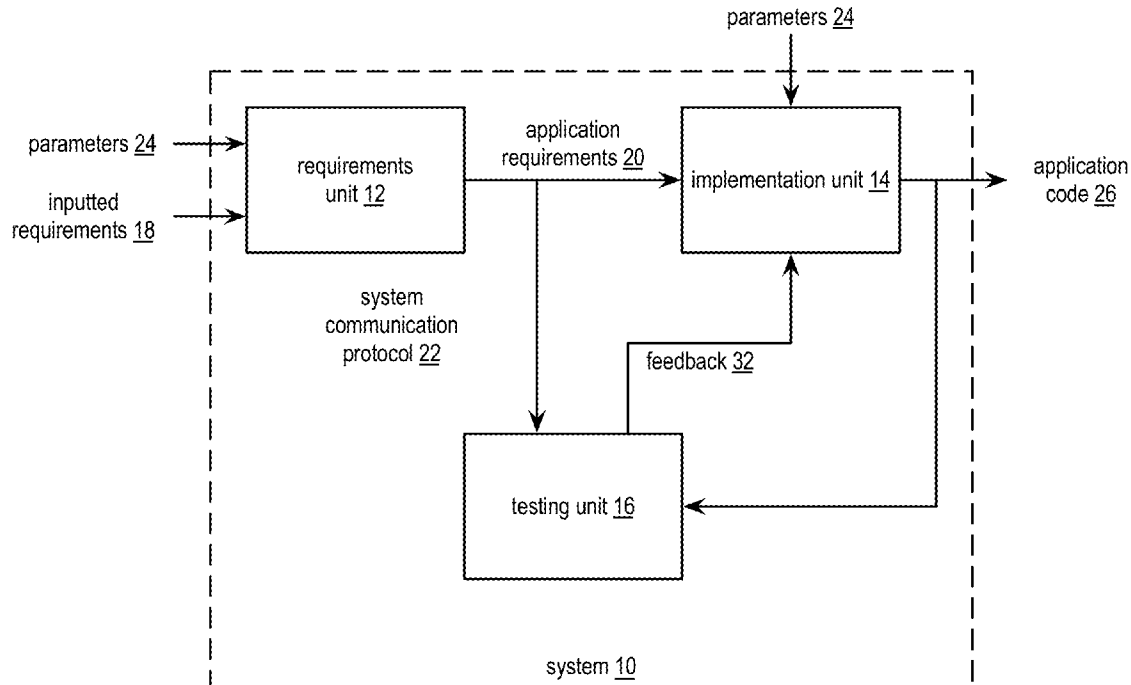 parameters 24
parameters 24
inputted
requirements 18
requirements
unit 12
application
requirements 20
implementation unit 14
application
code 26
system
communication
protocol 22
feedback 32
testing unit 16
system 10